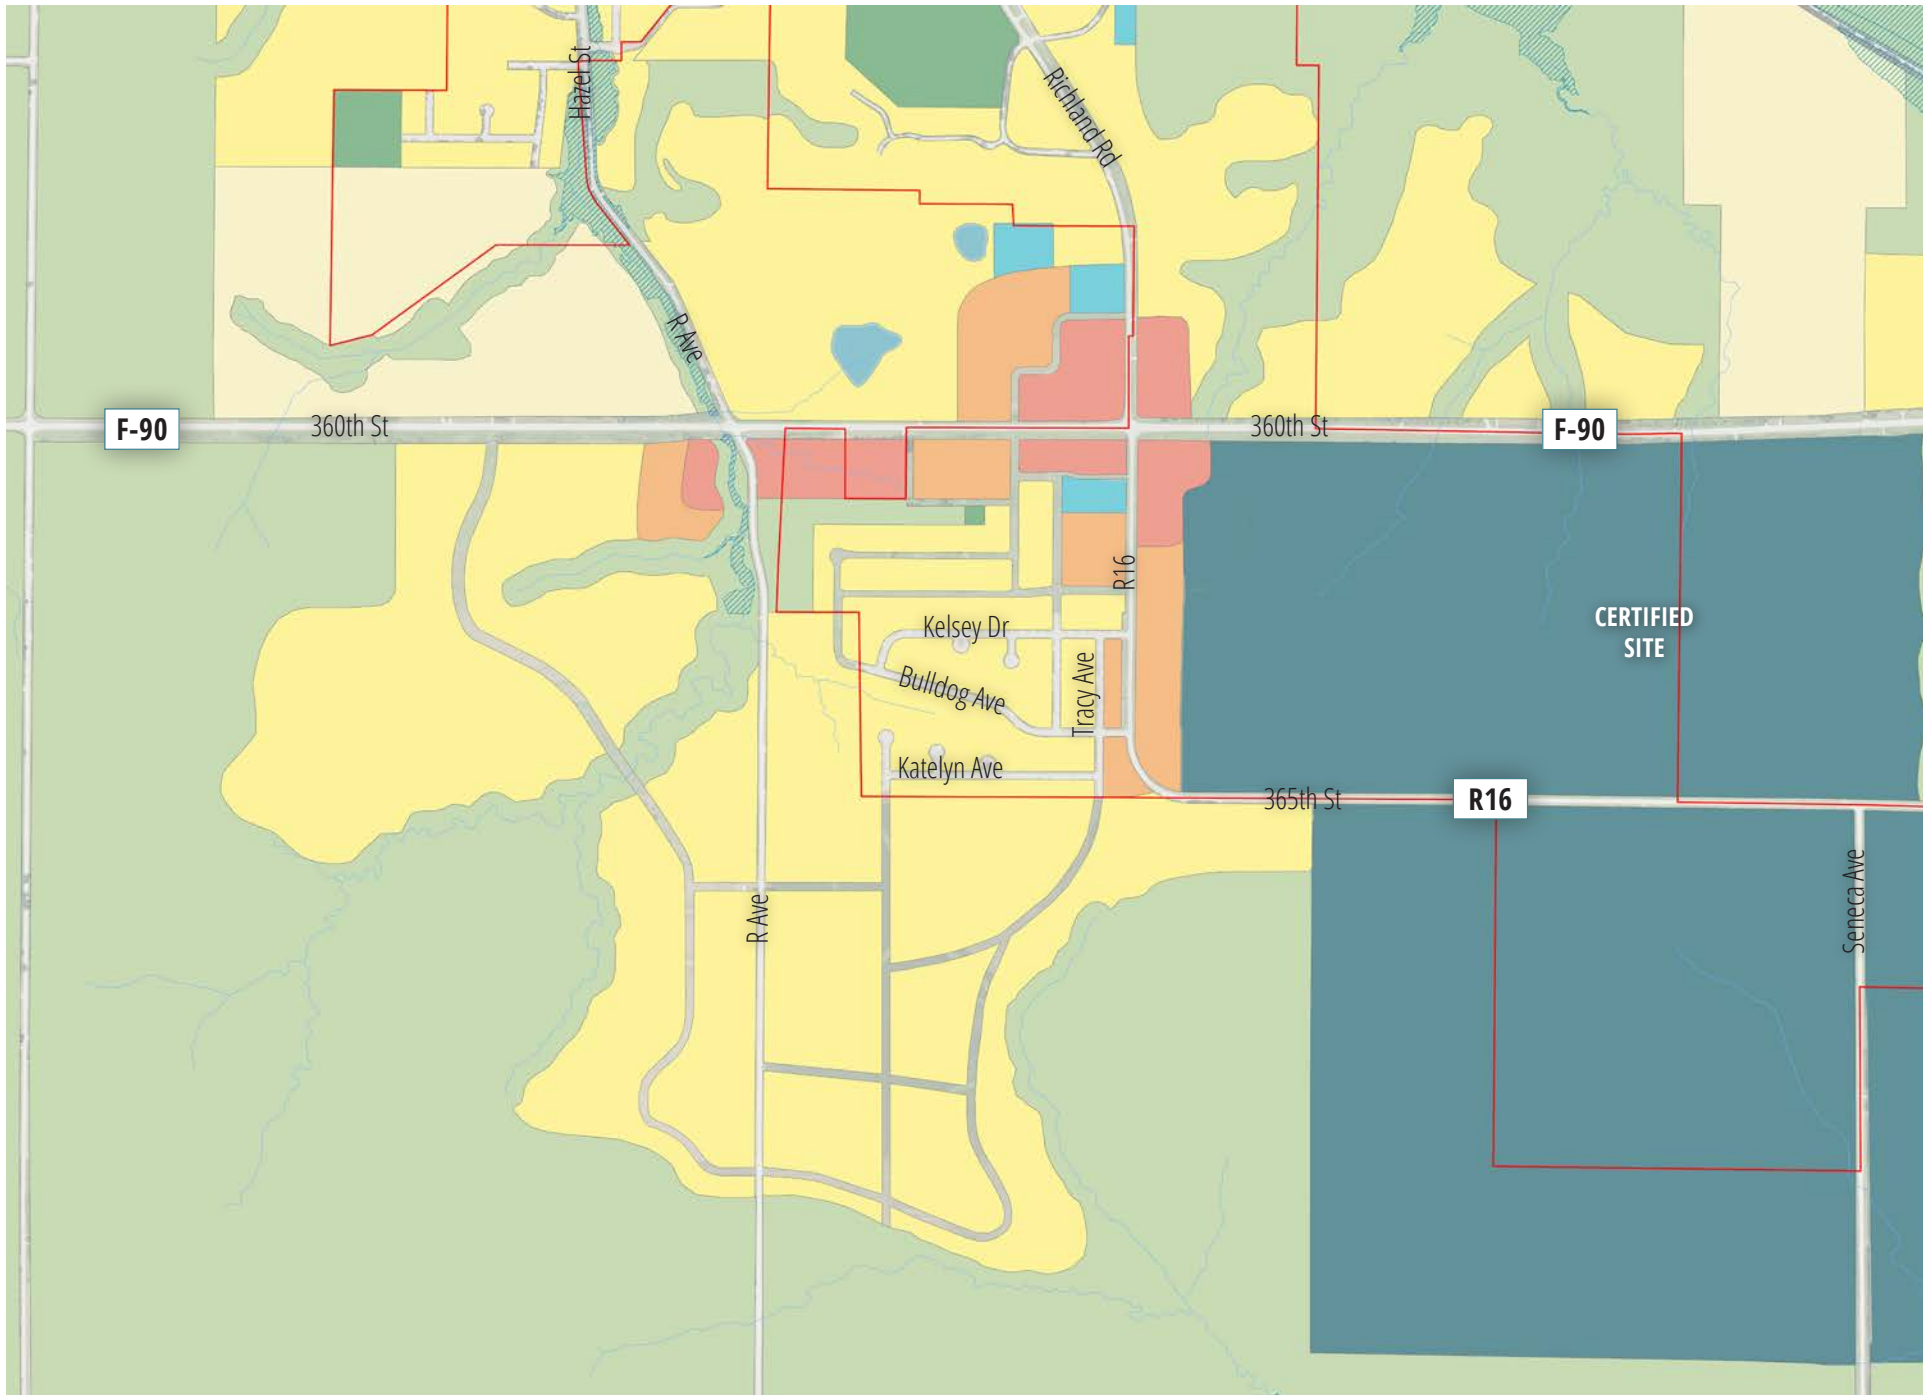 Hazel St
Richland Rd
R Ave
F-90
360th St
360th St
F-90
R16
CERTIFIED
SITE
Kelsey Dr
Bulldog Ave
Tracy Ave
Katelyn Ave
365th St
R16
R Ave
Seneca Ave